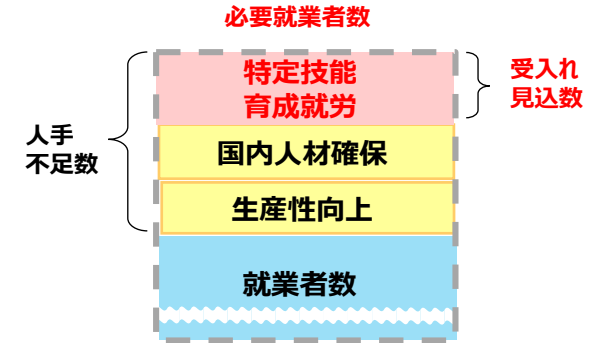 必要就業者数
特定技能
育成就労
受入れ
見込数
人手
不足数
国内人材確保
生産性向上
就業者数